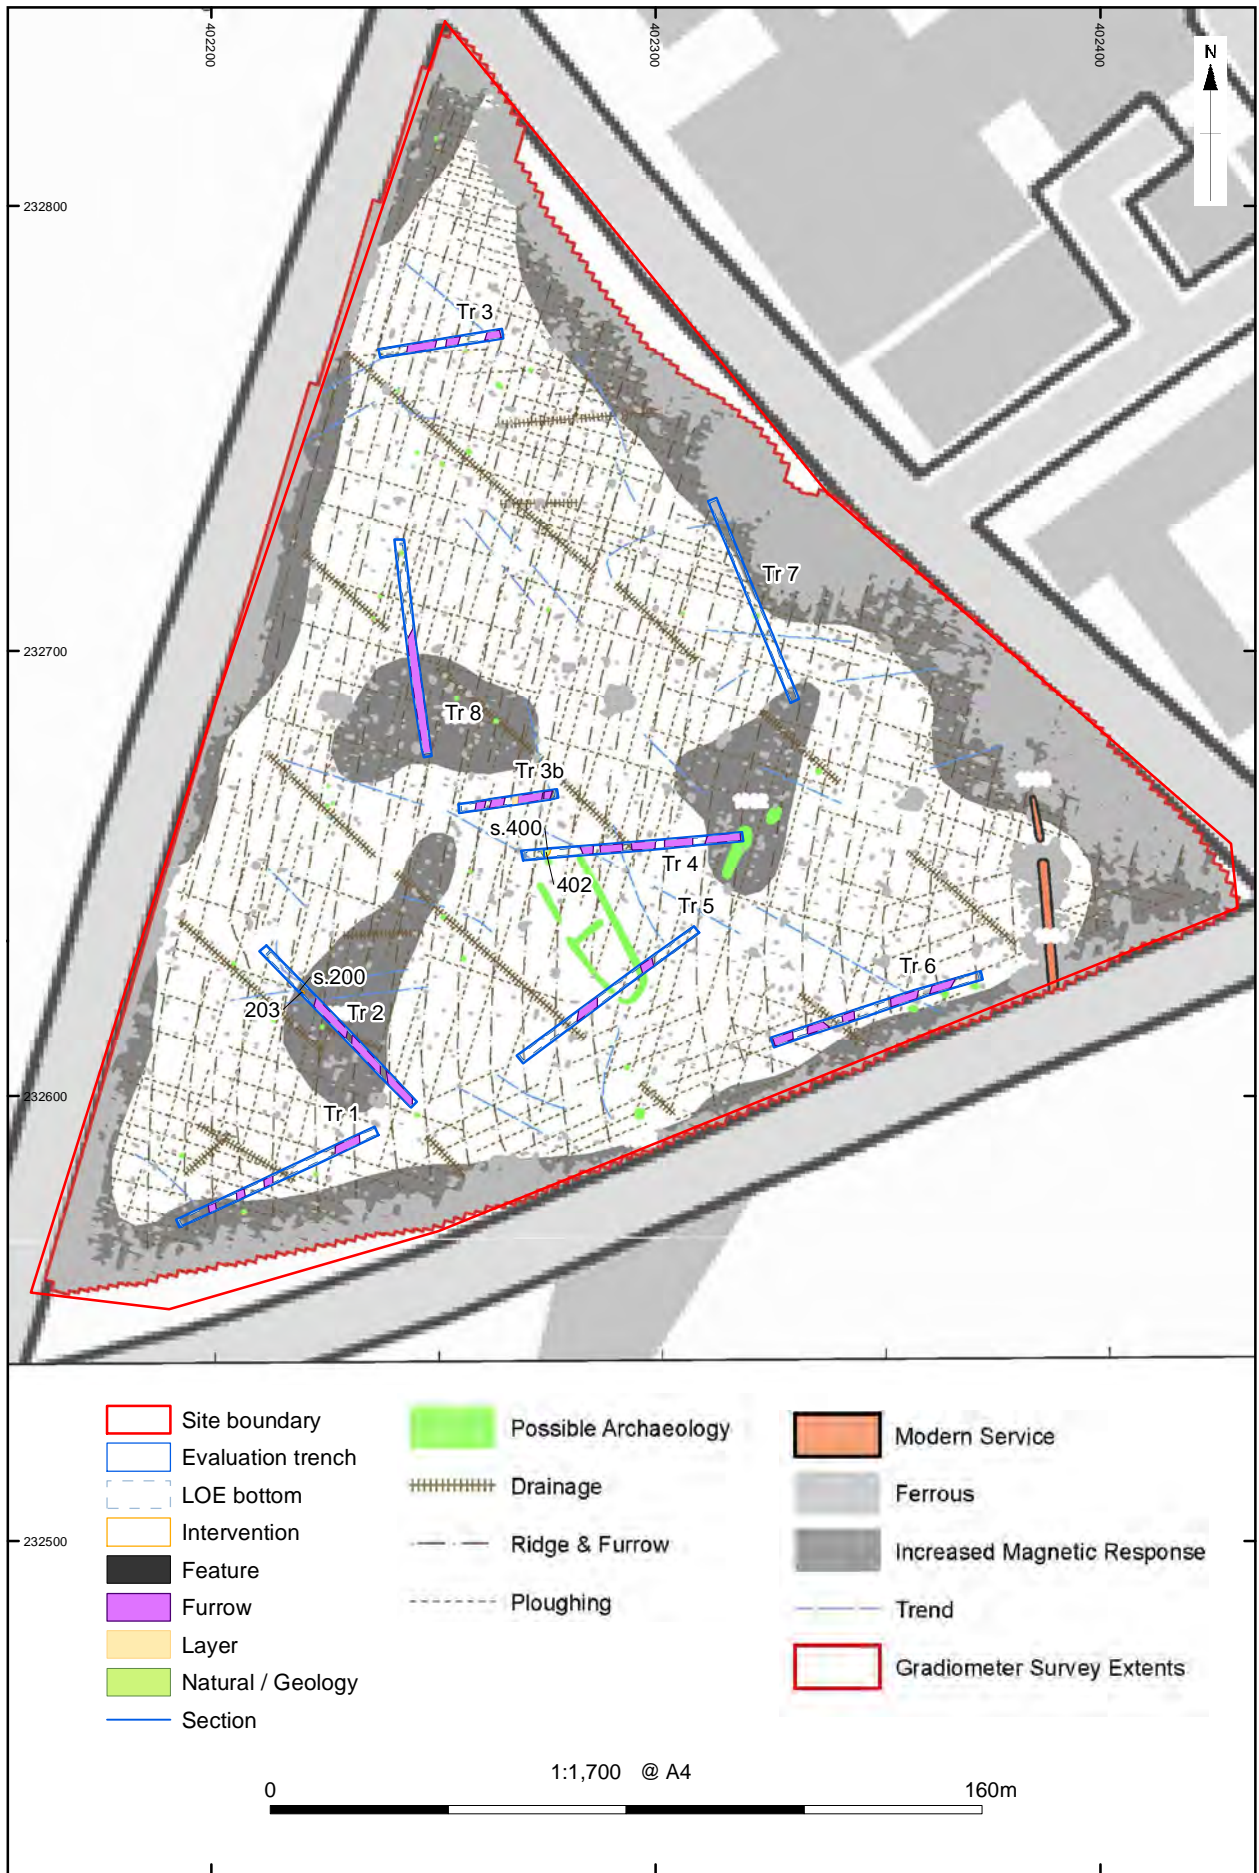 402200
402300
402400
N
232800
Tr 3
Tr 7
232700
Tr 8
Tr 3b
s.400
Tr 4
402
Tr 5
Tr 6
s.200
203
Tr 2
232600
Tr 1
232500
Site boundary
Evaluation trench
LOE bottom
Intervention
Feature
Furrow
Layer
Natural / Geology
Section
Possible Archaeology
Drainage
Ridge & Furrow
Ploughing
Modern Service
Ferrous
Increased Magnetic Response
Trend
Gradiometer Survey Extents
1:1,700 @ A4
0 160m